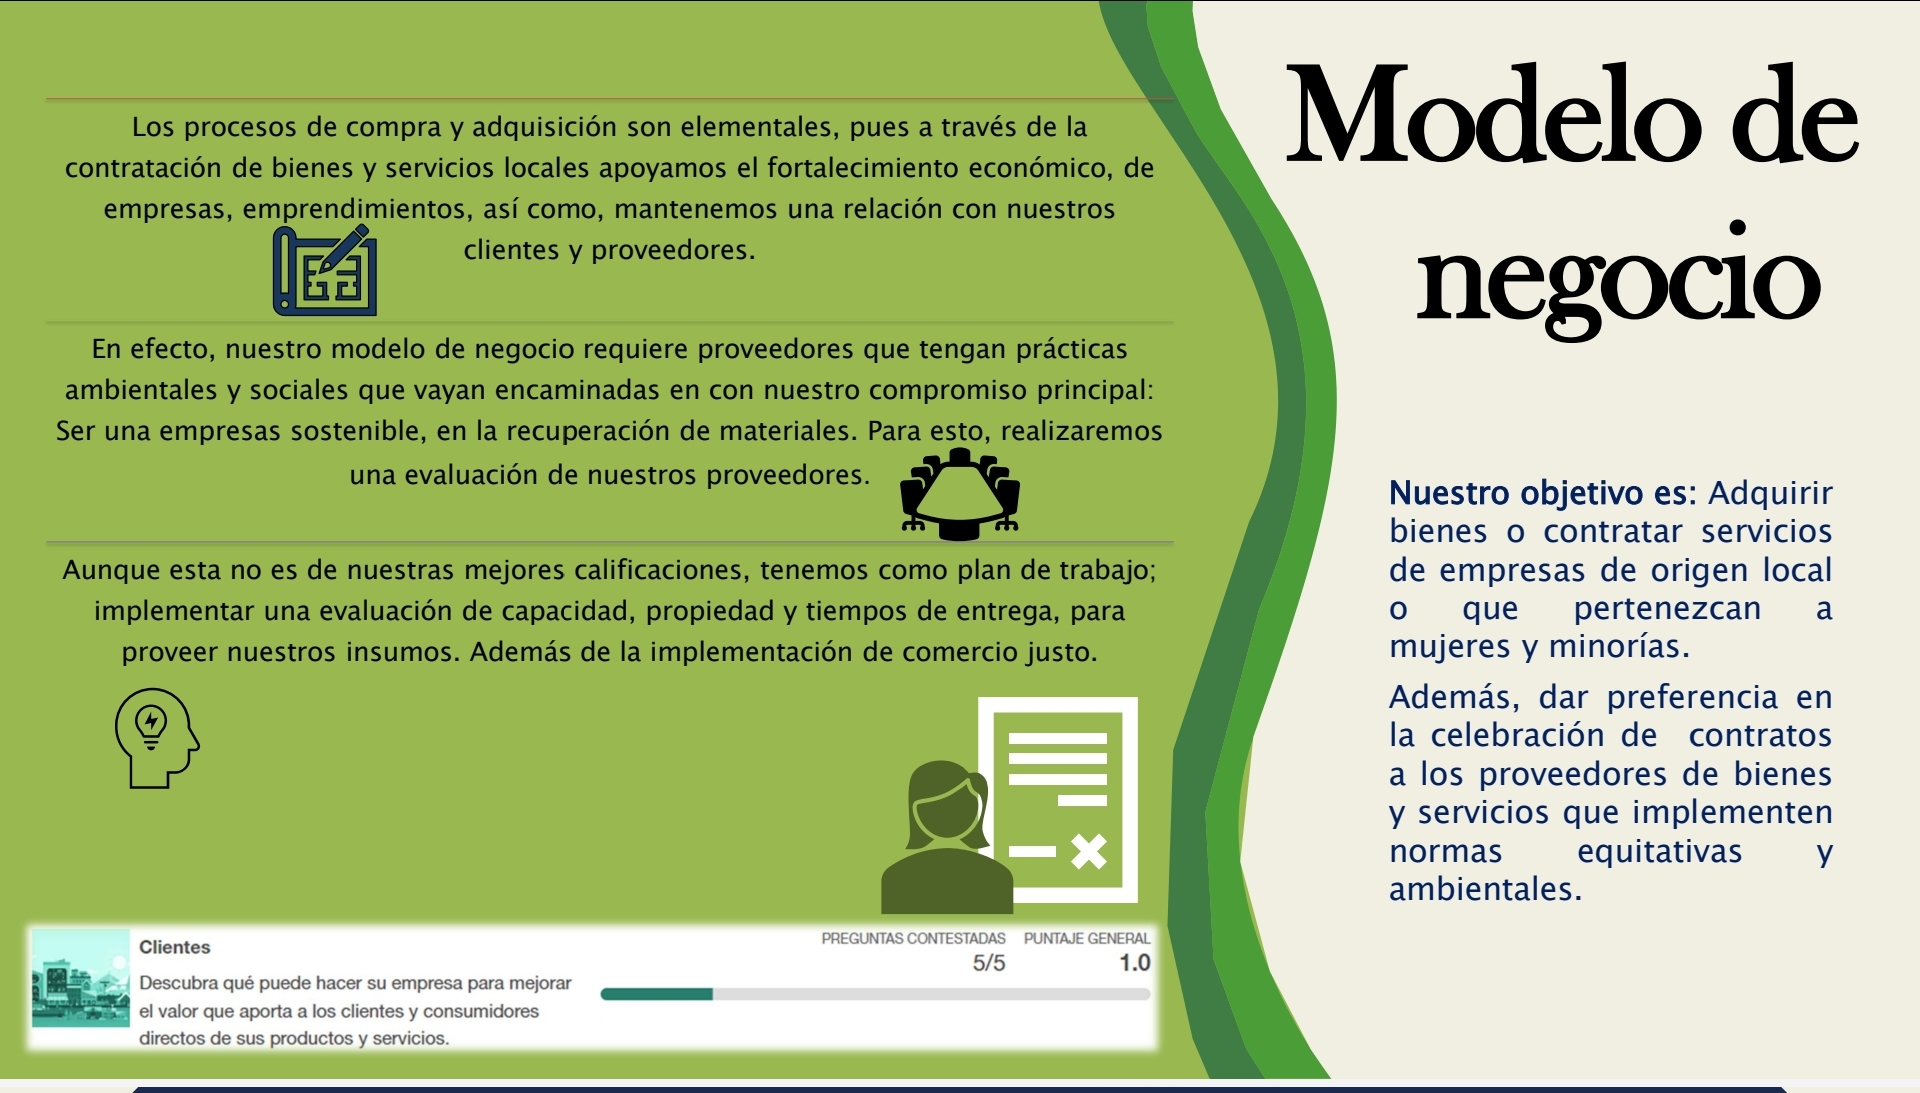 Modelo de
negocio
Los procesos de compra y adquisición son elementales, pues a través de la
contratación de bienes y servicios locales apoyamos el fortalecimiento económico, de
empresas, emprendimientos, así como, mantenemos una relación con nuestros
clientes y proveedores.
En efecto, nuestro modelo de negocio requiere proveedores que tengan prácticas
ambientales y sociales que vayan encaminadas en con nuestro compromiso principal:
Ser una empresas sostenible, en la recuperación de materiales. Para esto, realizaremos
una evaluación de nuestros proveedores.
Aunque esta no es de nuestras mejores calificaciones, tenemos como plan de trabajo;
implementar una evaluación de capacidad, propiedad y tiempos de entrega, para
proveer nuestros insumos. Además de la implementación de comercio justo.
Nuestro objetivo es: Adquirir
bienes o contratar servicios
de empresas de origen local
o que pertenezcan a
mujeres y minorías.
Además, dar preferencia en
la celebración de contratos
a los proveedores de bienes
y servicios que implementen
normas equitativas y
ambientales.
Clientes
Descubra qué puede hacer su empresa para mejorar
el valor que aporta a los clientes y consumidores
directos de sus productos y servicios.
PREGUNTAS CONTESTADAS
5/5
PUNTAJE GENERAL
1.0